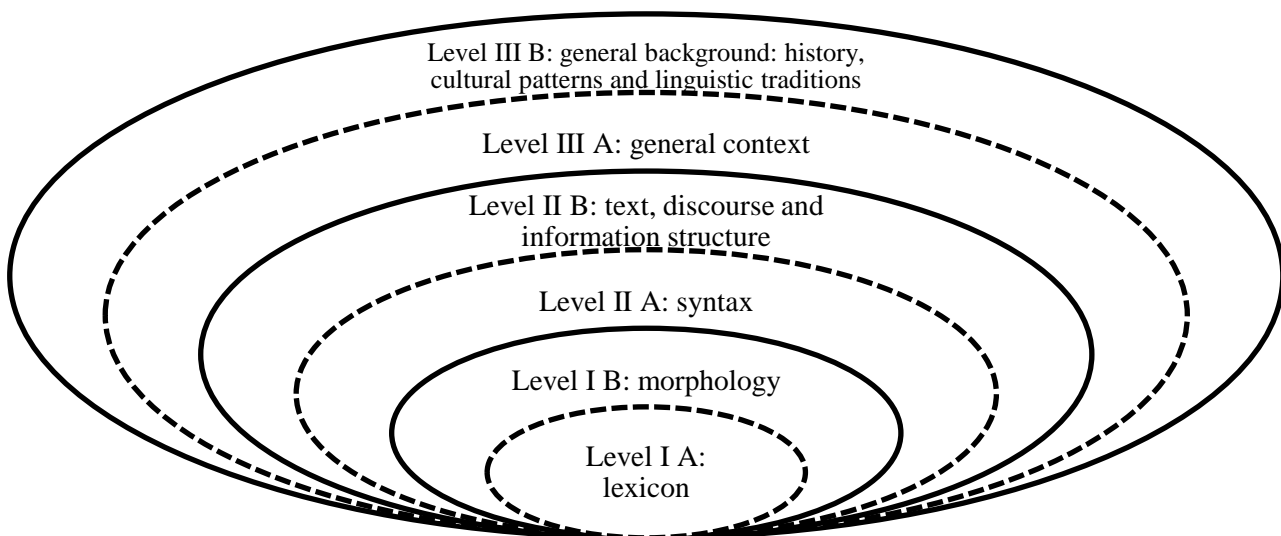 Level III B: general background: history,
cultural patterns and linguistic traditions
Level III A: general context
Level II B: text, discourse and
information structure
Level II A: syntax
Level I B: morphology
Level I A:
lexicon